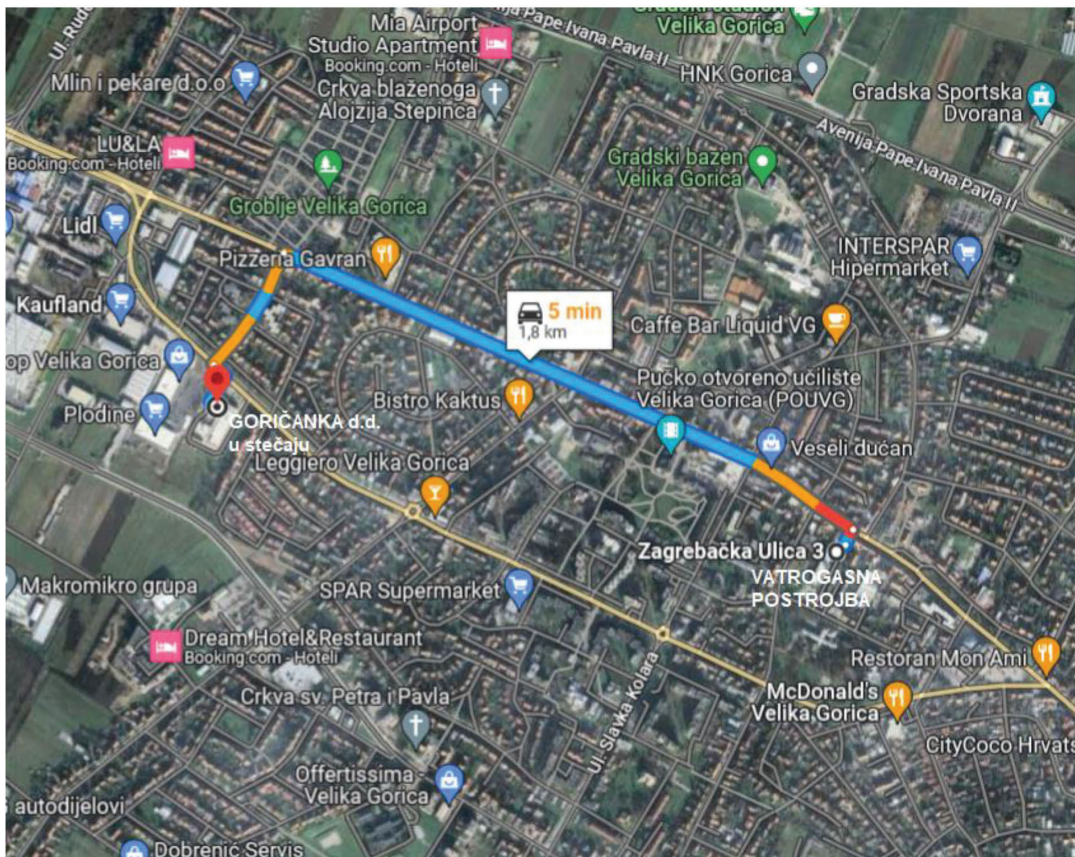 Velika Gorica
Mia Airport
Studio Apartment
Booking.com - Hoteli
Ul. Rudo
Mlin i pekare d.o.o
Crkva blaženoga
Alojzija Stepinca
Pape Ivana Pavla II
HNK Gorica
Gradska Sportska
Dvorana
Avenija Pape Ivana Pavla II
LU&LA
Booking.com - Hoteli
Gradski bazen
Velika Gorica
Groblje Velika Gorica
Lidl
Pizzeria Gavran
INTERSPAR
Hipermarket
Kaufland
5 min
1,8 km
Caffe Bar Liquid VG
op Velika Gorica
Pučko otvoreno učilište
Velika Gorica (POUVG)
Plodine
Bistro Kaktus
GORIČANKA d.d.
u stečaju
Veseli dućan
Leggiero Velika Gorica
Zagrebačka Ulica 3
VATROGASNA
POSTROJBA
Makromikro grupa
SPAR Supermarket
Dream Hotel&Restaurant
Booking.com - Hoteli
Restoran Mon Ami
Crkva sv. Petra i Pavla
Ul. Slavka Kolara
McDonald's
Velika Gorica
CityCoco Hrvats
Offertissima -
Velika Gorica
autodijelovi
Dobrenić Servis